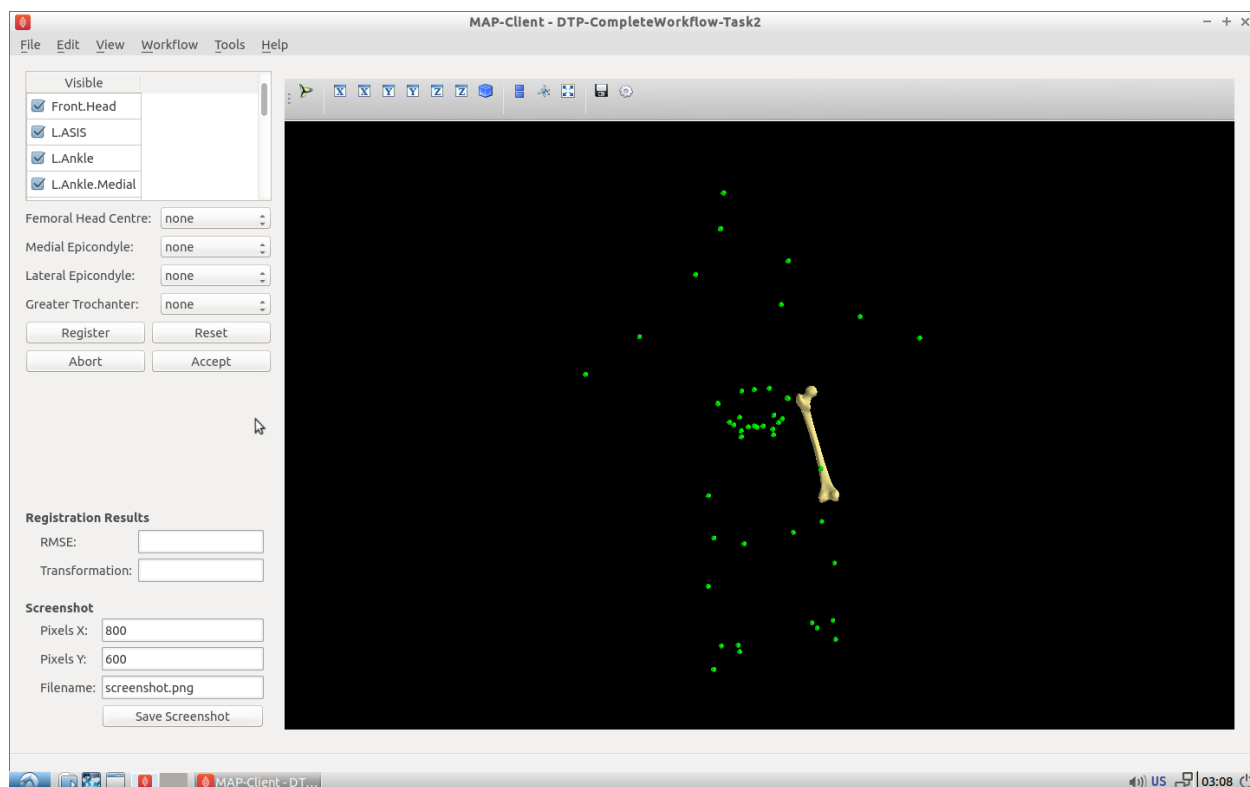 MAP-Client - DTP-CompleteWorkflow-Task2
File Edit View Workflow Tools Help
Visible
Front.Head
L.ASIS
L.Ankle
L.Ankle.Medial
X X Y Y Z Z
Femoral Head Centre: none
Medial Epicondyle: none
Lateral Epicondyle: none
Greater Trochanter: none
Register Reset
Abort Accept
Registration Results
RMSE:
Transformation:
Screenshot
Pixels X: 800
Pixels Y: 600
Filename: screenshot.png
Save Screenshot
MAP-Client - DT... US 03:08